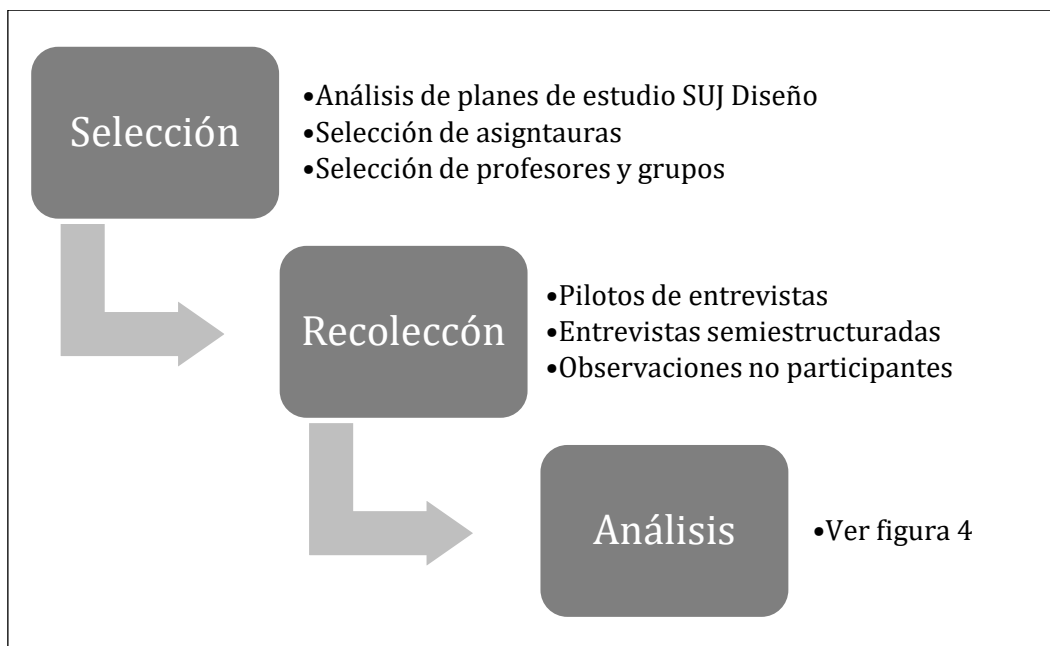 Selección
•Análisis de planes de estudio SUJ Diseño
•Selección de asigntauras
•Selección de profesores y grupos
Recoleccón
•Pilotos de entrevistas
•Entrevistas semiestructuradas
•Observaciones no participantes
Análisis
•Ver figura 4